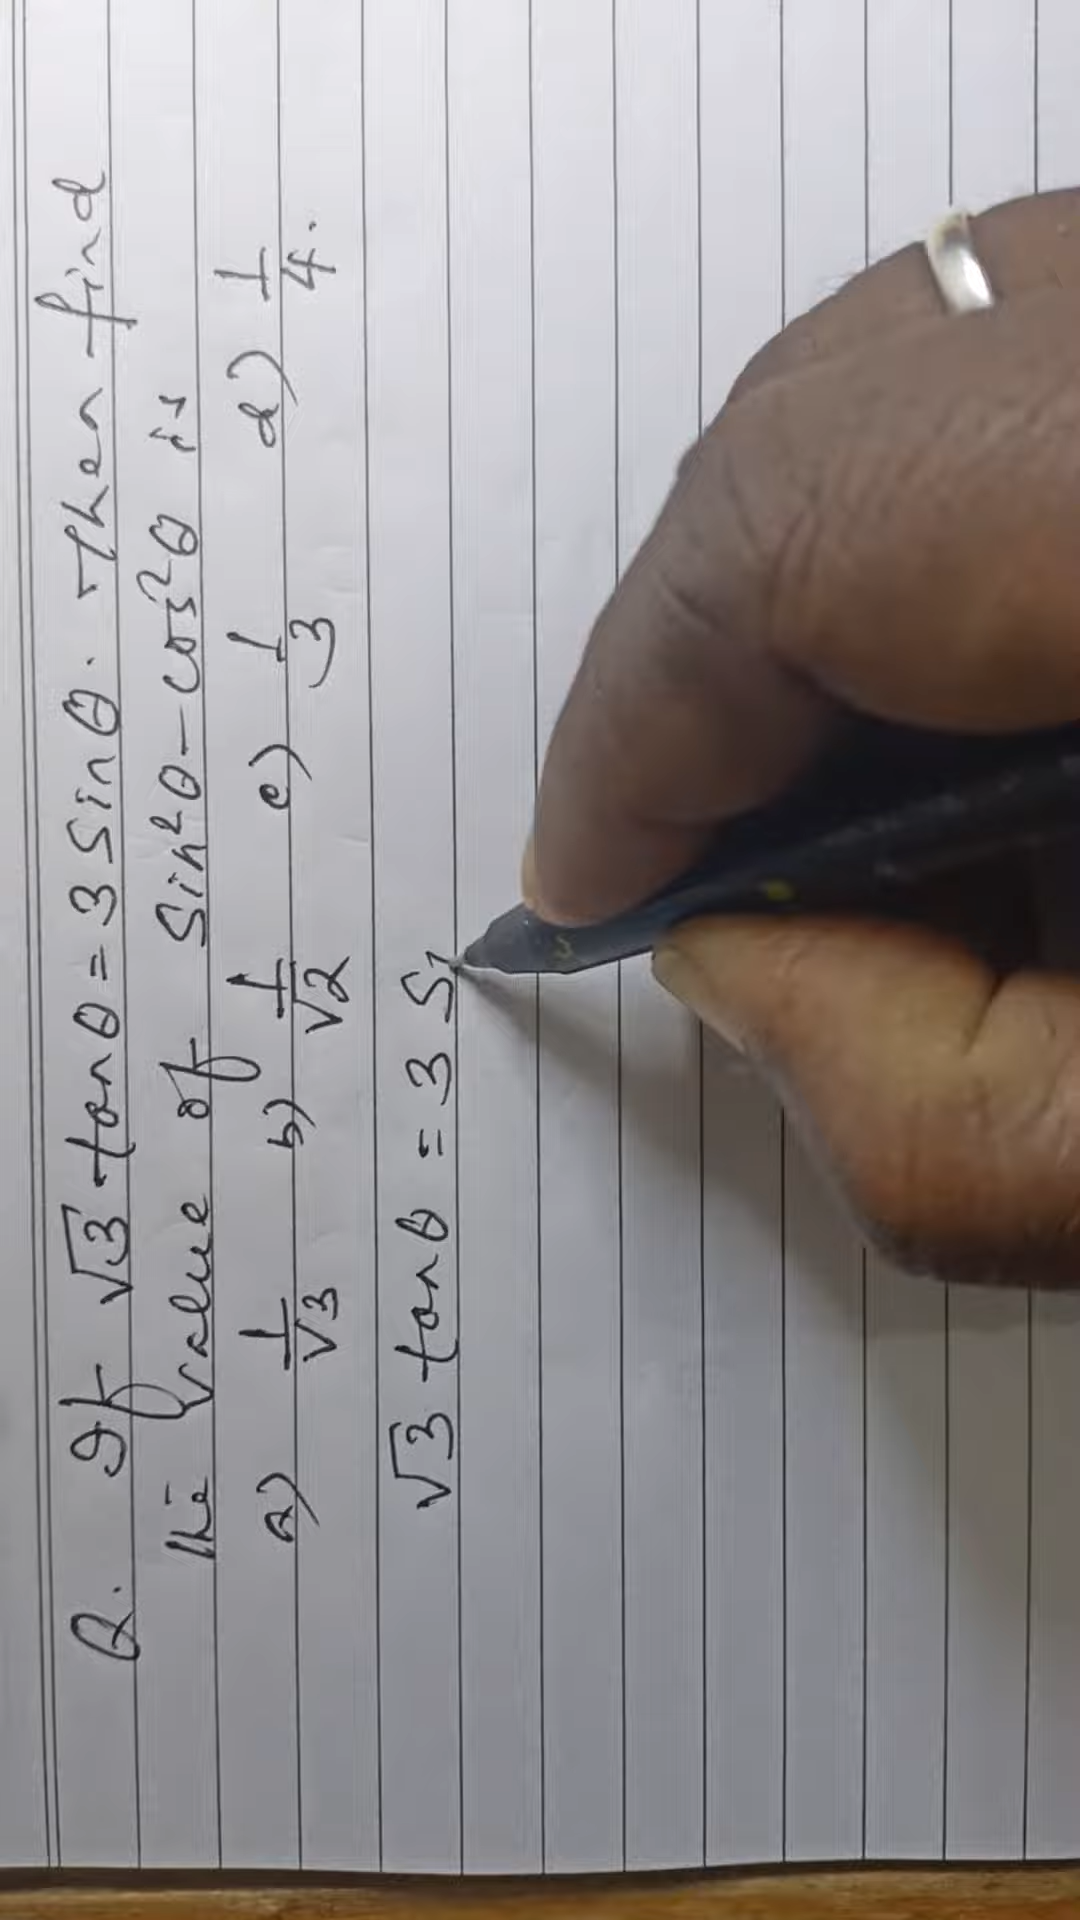 Q. If √3 tanθ = 3 Sinθ. Then find
the value of Sin²θ - cos²θ is
a) 1/√3 b) 1/√2 c) 1/3 d) 1/4.
√3 tanθ = 3 Si